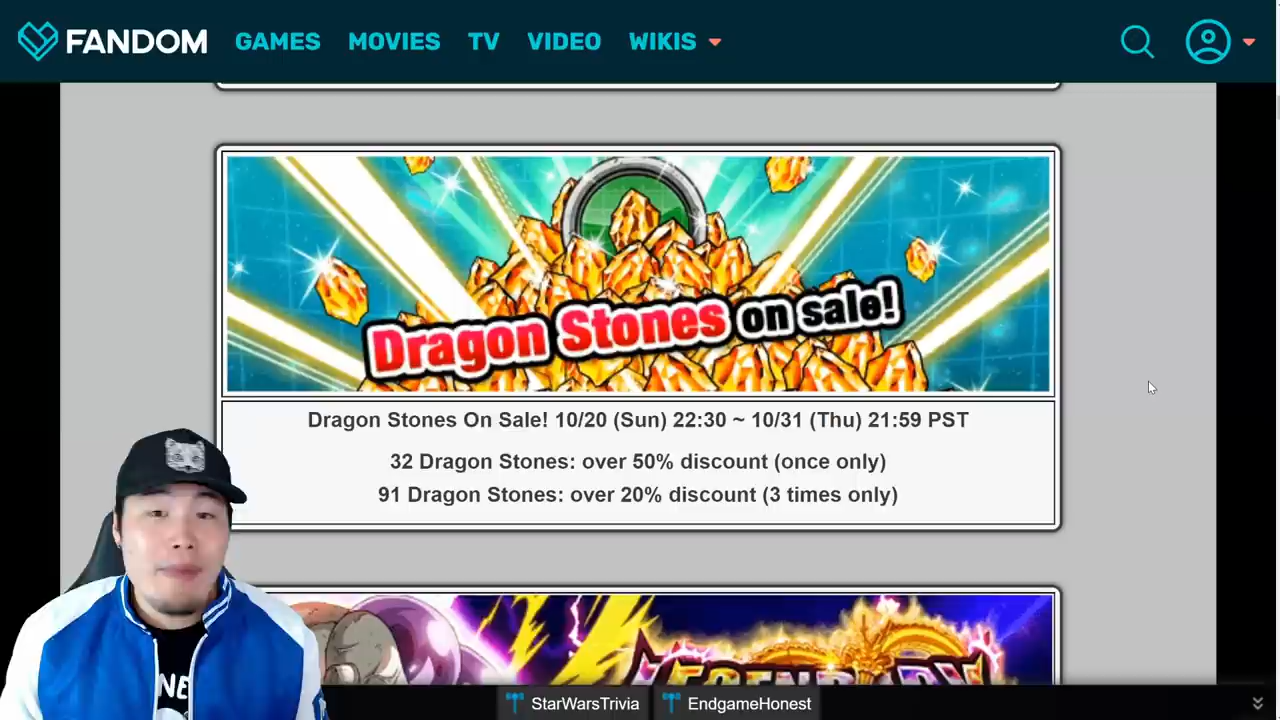 FANDOM GAMES MOVIES TV VIDEO WIKIS
Dragon Stones on sale!
Dragon Stones On Sale! 10/20 (Sun) 22:30 ~ 10/31 (Thu) 21:59 PST
32 Dragon Stones: over 50% discount (once only)
91 Dragon Stones: over 20% discount (3 times only)
LEGENDARY
NE
StarWarsTrivia EndgameHonest